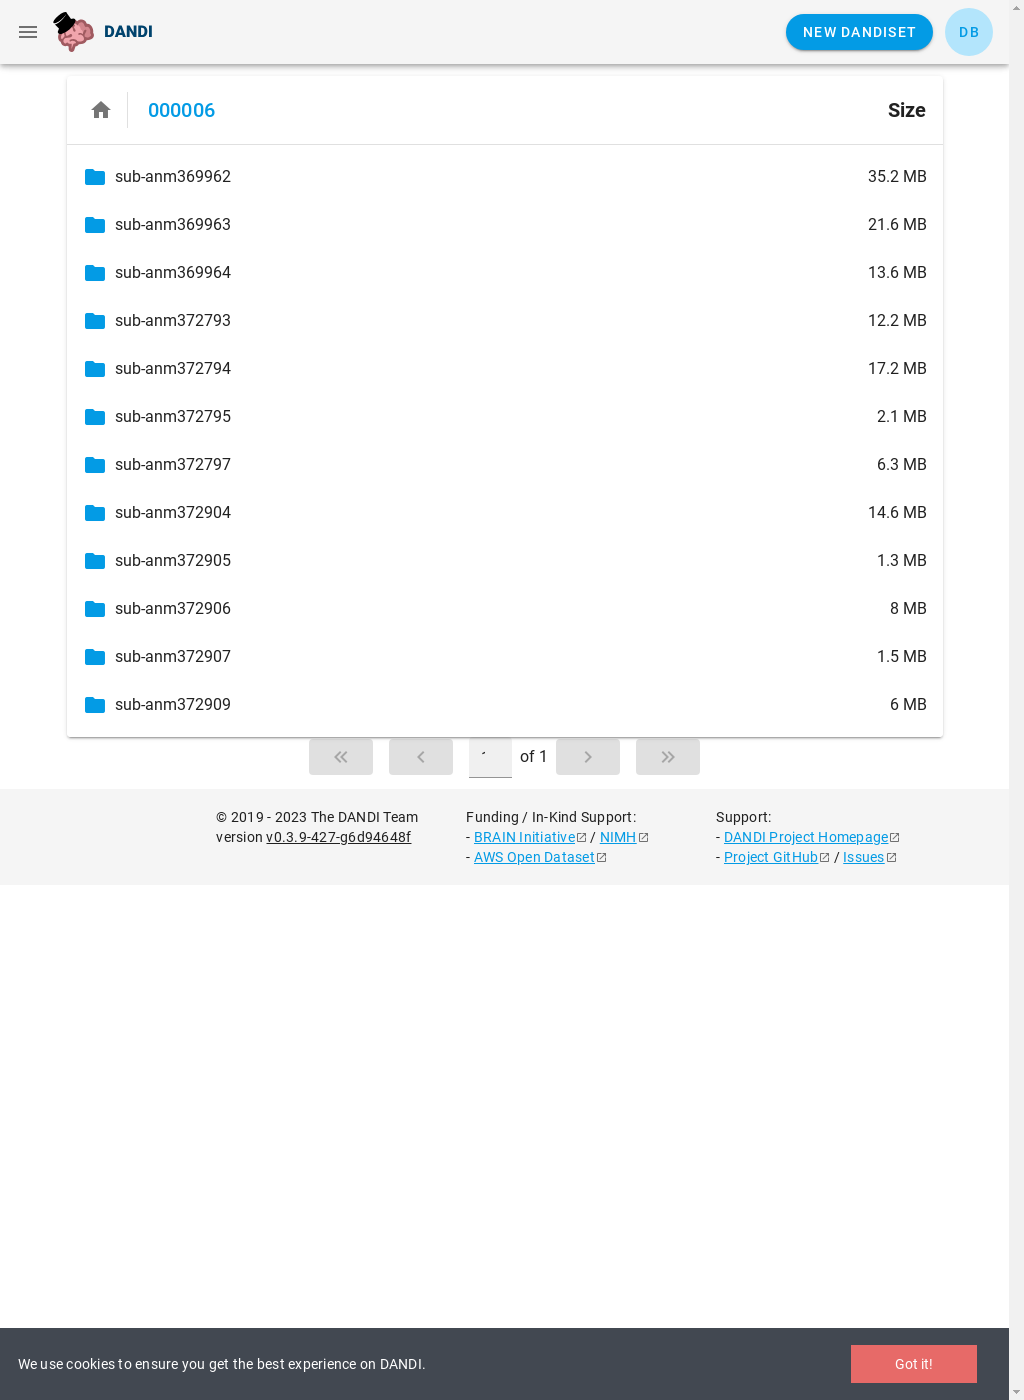 DANDI
NEW DANDISET
DB
000006
Size
sub-anm369962 35.2 MB
sub-anm369963 21.6 MB
sub-anm369964 13.6 MB
sub-anm372793 12.2 MB
sub-anm372794 17.2 MB
sub-anm372795 2.1 MB
sub-anm372797 6.3 MB
sub-anm372904 14.6 MB
sub-anm372905 1.3 MB
sub-anm372906 8 MB
sub-anm372907 1.5 MB
sub-anm372909 6 MB
of 1
© 2019 - 2023 The DANDI Team
version v0.3.9-427-g6d94648f
Funding / In-Kind Support:
- BRAIN Initiative / NIMH
- AWS Open Dataset
Support:
- DANDI Project Homepage
- Project GitHub / Issues
We use cookies to ensure you get the best experience on DANDI.
Got it!